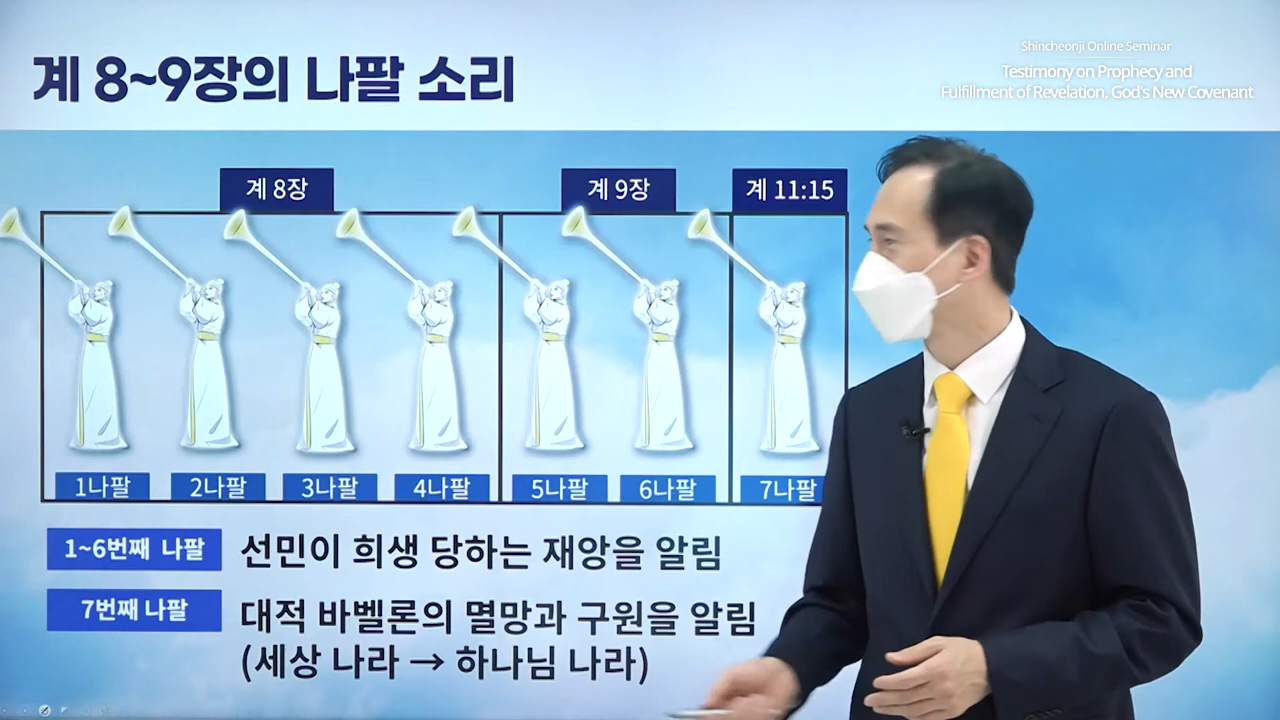 계 8~9장의 나팔 소리
Shincheonji Online Seminar
Testimony on Prophecy and
Fulfillment of Revelation, God's New Covenant
계 8장
계 9장
계 11:15
1나팔
2나팔
3나팔
4나팔
5나팔
6나팔
7나팔
1~6번째 나팔
선민이 희생 당하는 재앙을 알림
7번째 나팔
대적 바벨론의 멸망과 구원을 알림
(세상 나라 → 하나님 나라)